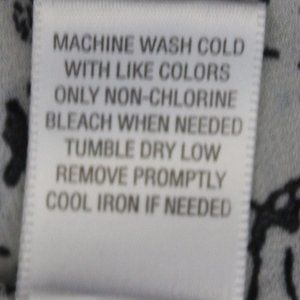 MACHINE WASH COLD
WITH LIKE COLORS
ONLY NON-CHLORINE
BLEACH WHEN NEEDED
TUMBLE DRY LOW
REMOVE PROMPTLY
COOL IRON IF NEEDED